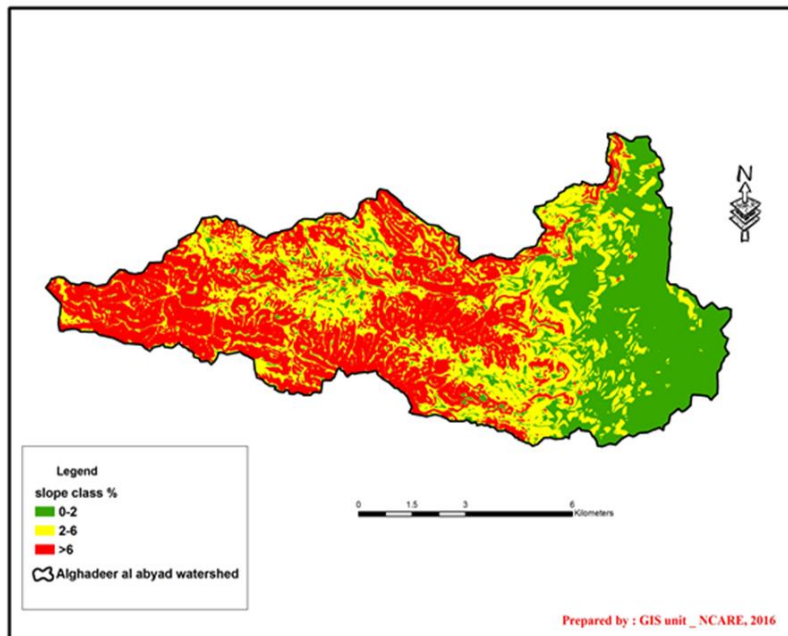 N
Legend
slope class %
0-2
2-6
>6
Alghadeer al abyad watershed
0 1.5 3 6
Kilometers
Prepared by : GIS unit _ NCARE, 2016